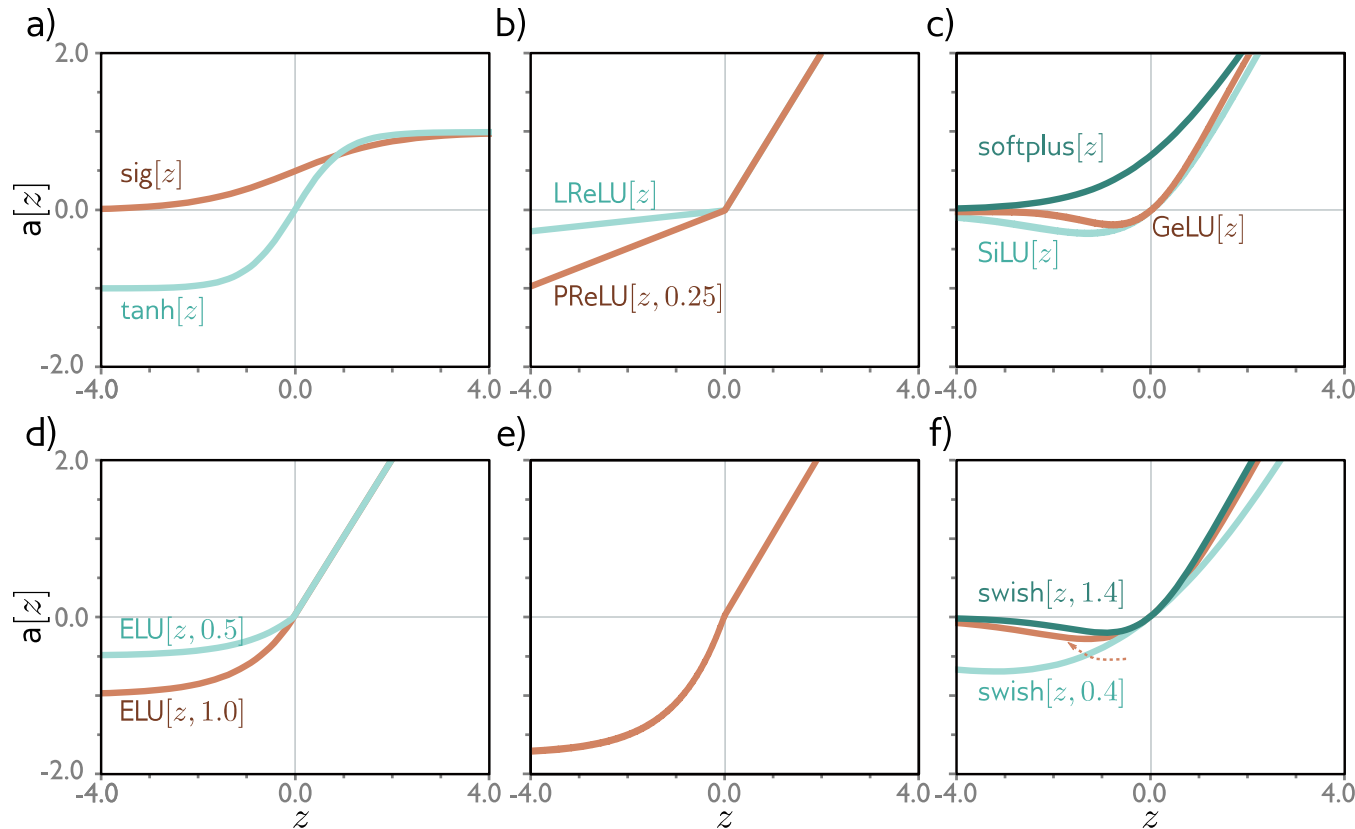 a)
b)
c)
2.0
0.0
-2.0
a[z]
sig[z]
tanh[z]
-4.0
0.0
4.0
LReLU[z]
PReLU[z, 0.25]
-4.0
0.0
4.0
softplus[z]
GeLU[z]
SiLU[z]
-4.0
0.0
4.0
d)
e)
f)
2.0
0.0
-2.0
a[z]
ELU[z, 0.5]
ELU[z, 1.0]
-4.0
0.0
4.0
z
-4.0
0.0
4.0
z
swish[z, 1.4]
swish[z, 0.4]
-4.0
0.0
4.0
z